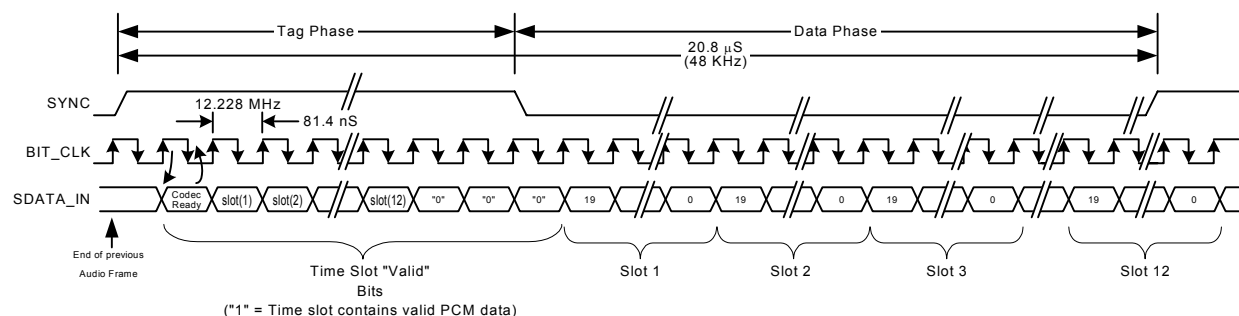 Tag Phase
Data Phase
20.8 μS
(48 KHz)
SYNC
12.228 MHz
81.4 nS
BIT_CLK
SDATA_IN
Codec
Ready
slot(1)
slot(2)
slot(12)
"0"
"0"
"0"
19
0
19
0
19
0
19
0
End of previous
Audio Frame
Time Slot "Valid"
Bits
("1" = Time slot contains valid PCM data)
Slot 1
Slot 2
Slot 3
Slot 12